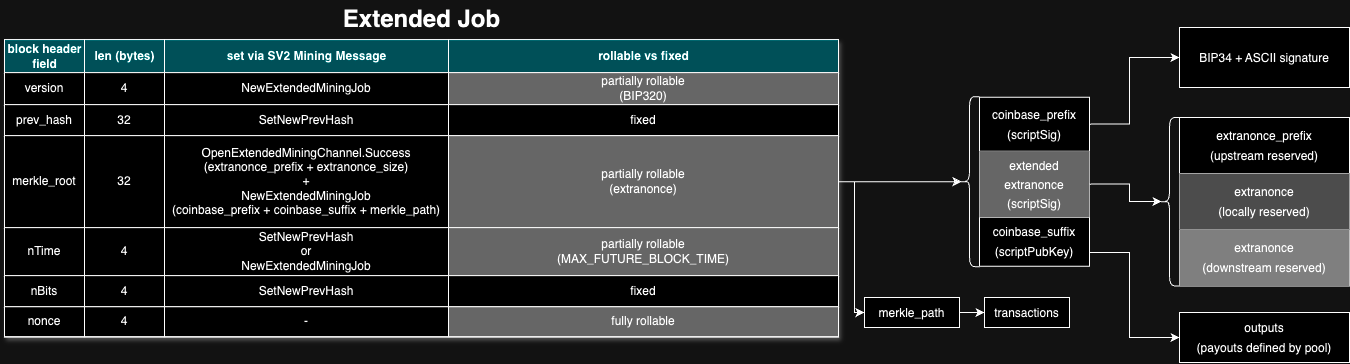 Extended Job
block header
field
len (bytes)
set via SV2 Mining Message
rollable vs fixed
version
4
NewExtendedMiningJob
partially rollable
(BIP320)
prev_hash
32
SetNewPrevHash
fixed
merkle_root
32
OpenExtendedMiningChannel.Success
(extranonce_prefix + extranonce_size)
+
NewExtendedMiningJob
(coinbase_prefix + coinbase_suffix + merkle_path)
partially rollable
(extranonce)
nTime
4
SetNewPrevHash
or
NewExtendedMiningJob
partially rollable
(MAX_FUTURE_BLOCK_TIME)
nBits
4
SetNewPrevHash
fixed
nonce
4
-
fully rollable
coinbase_prefix
(scriptSig)
extended
extranonce
(scriptSig)
coinbase_suffix
(scriptPubKey)
merkle_path
transactions
BIP34 + ASCII signature
extranonce_prefix
(upstream reserved)
extranonce
(locally reserved)
extranonce
(downstream reserved)
outputs
(payouts defined by pool)